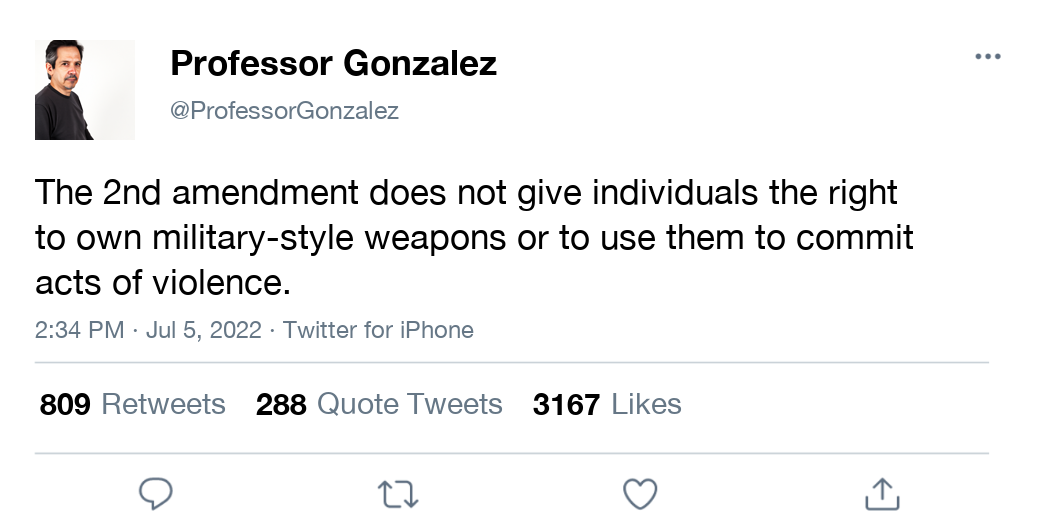 Professor Gonzalez
@ProfessorGonzalez
The 2nd amendment does not give individuals the right
to own military-style weapons or to use them to commit
acts of violence.
2:34 PM · Jul 5, 2022 · Twitter for iPhone
809 Retweets 288 Quote Tweets 3167 Likes